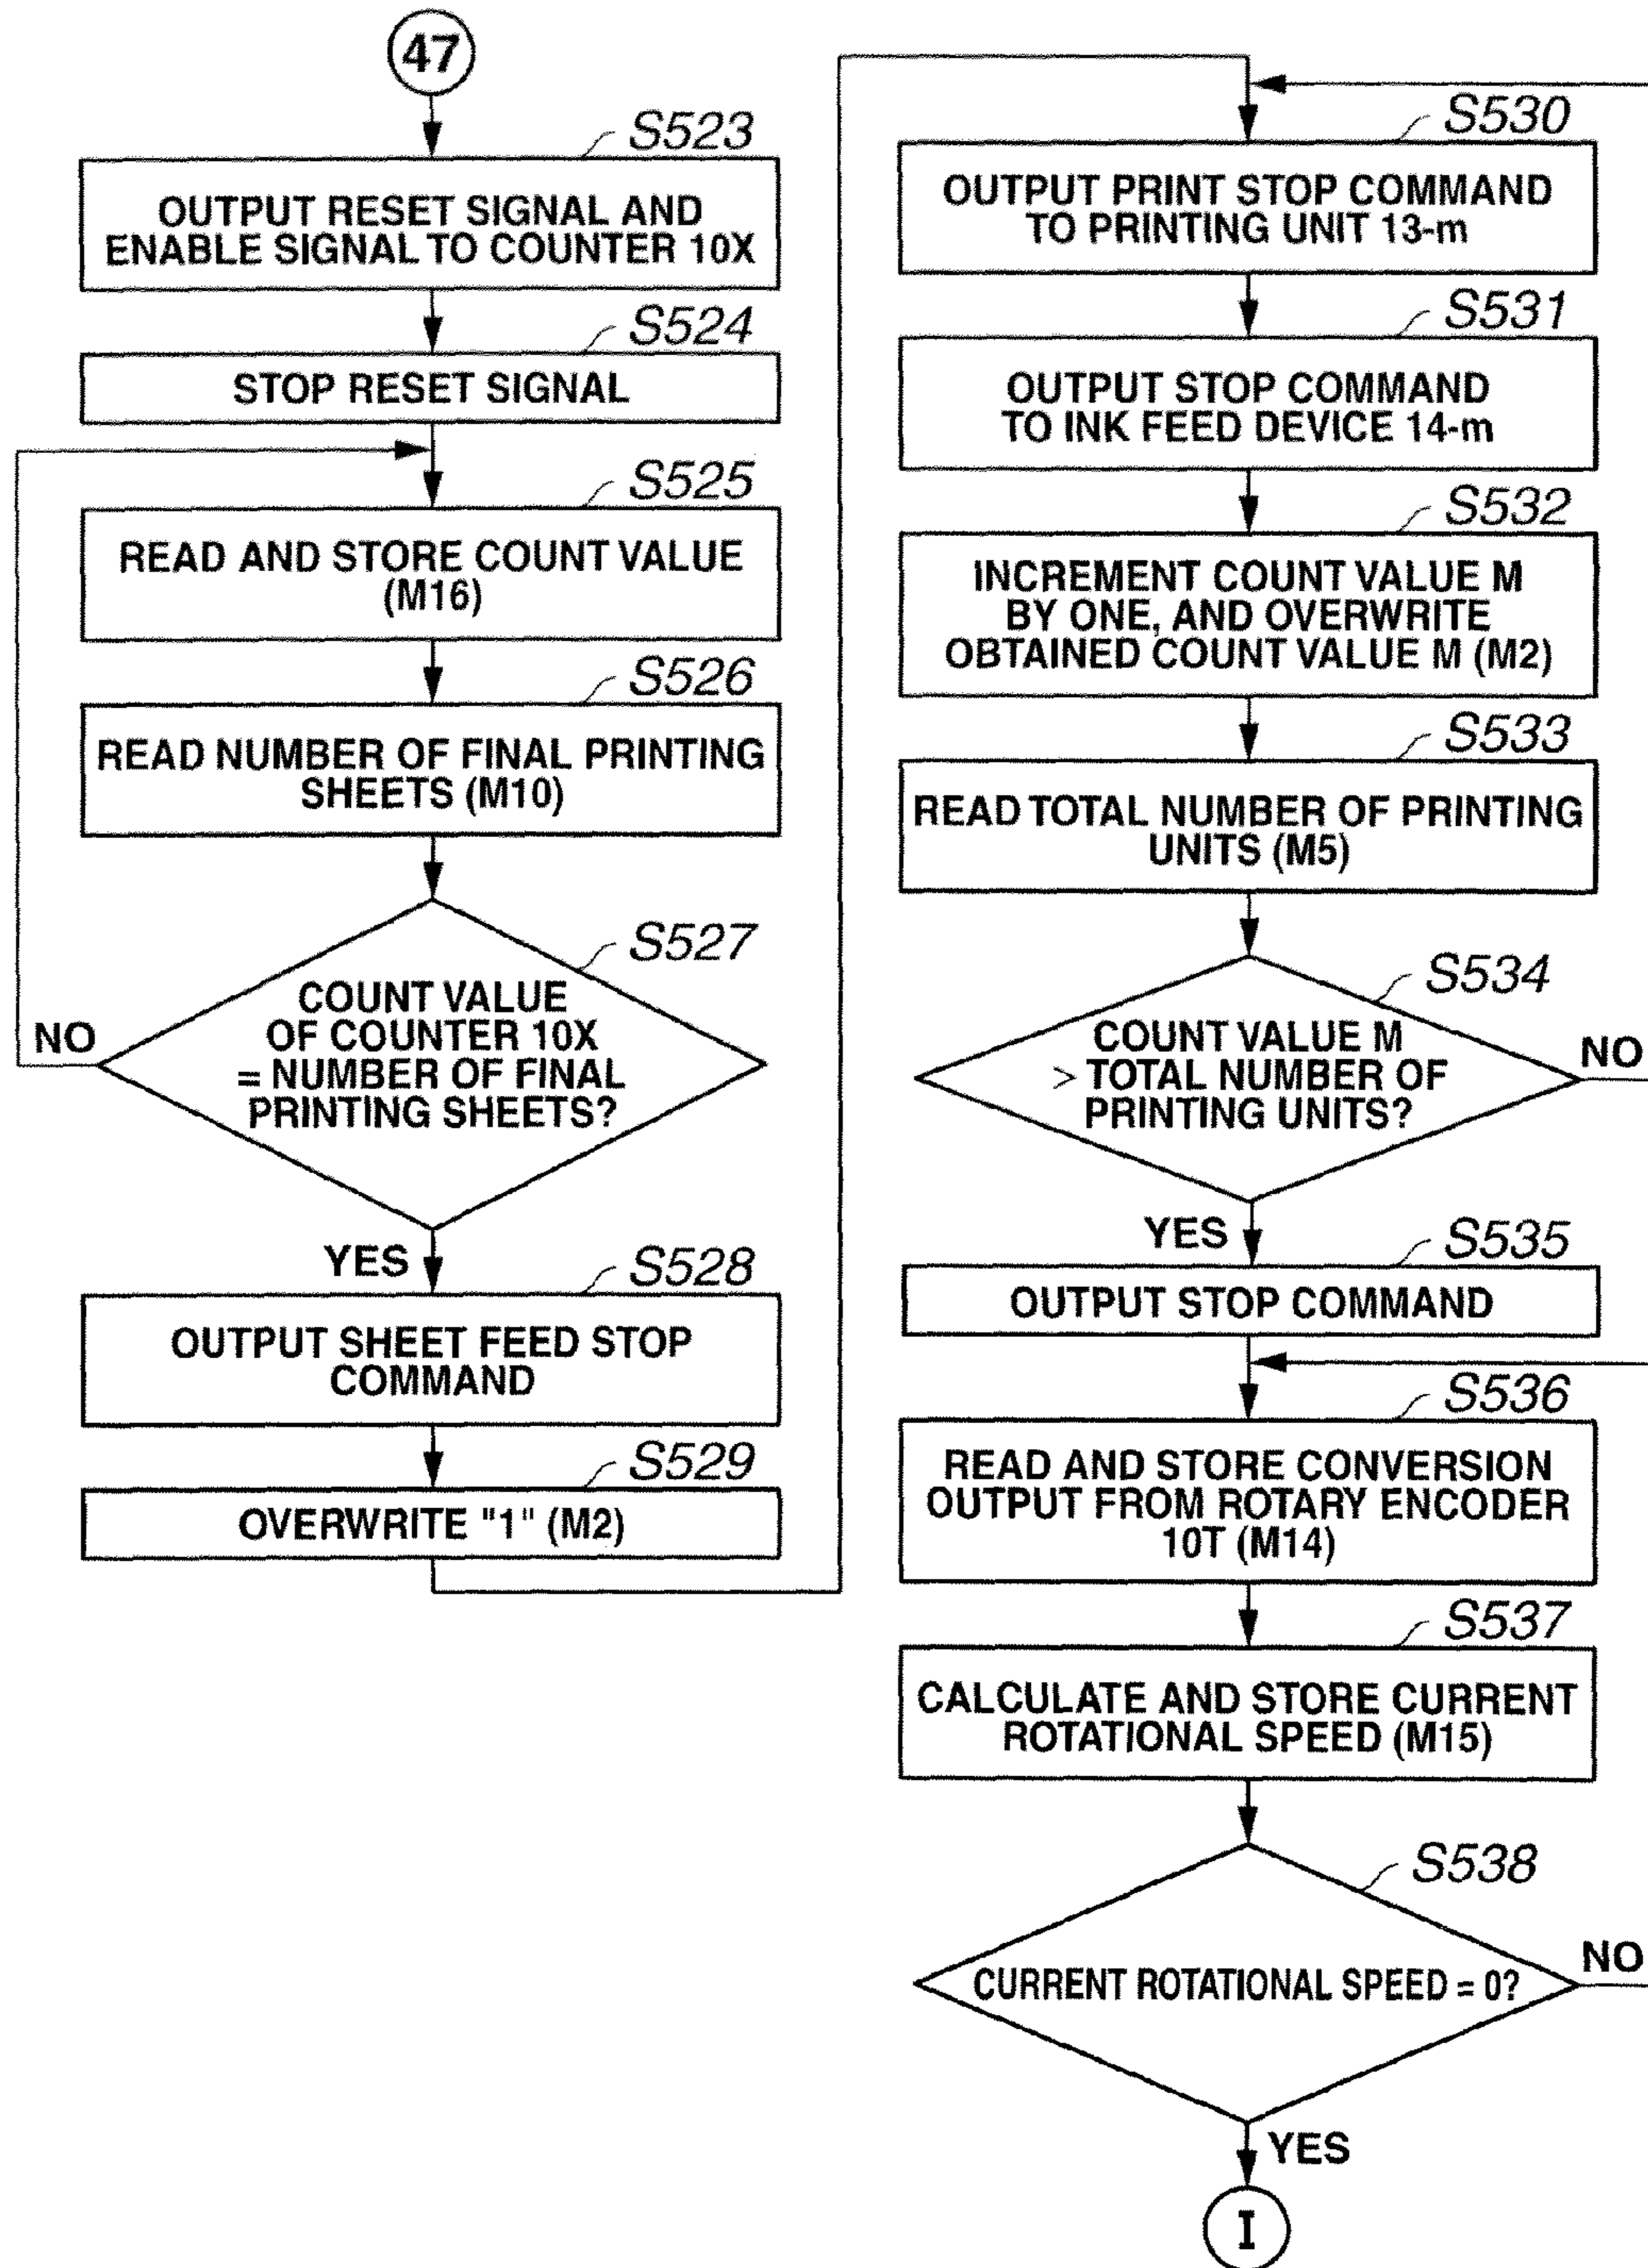 47
S523
OUTPUT RESET SIGNAL AND
ENABLE SIGNAL TO COUNTER 10X
S524
STOP RESET SIGNAL
S525
READ AND STORE COUNT VALUE
(M16)
S526
READ NUMBER OF FINAL PRINTING
SHEETS (M10)
S527
COUNT VALUE
OF COUNTER 10X
= NUMBER OF FINAL
PRINTING SHEETS?
NO
YES
S528
OUTPUT SHEET FEED STOP
COMMAND
S529
OVERWRITE "1" (M2)
S530
OUTPUT PRINT STOP COMMAND
TO PRINTING UNIT 13-m
S531
OUTPUT STOP COMMAND
TO INK FEED DEVICE 14-m
S532
INCREMENT COUNT VALUE M
BY ONE, AND OVERWRITE
OBTAINED COUNT VALUE M (M2)
S533
READ TOTAL NUMBER OF PRINTING
UNITS (M5)
S534
COUNT VALUE M
> TOTAL NUMBER OF
PRINTING UNITS?
NO
YES
S535
OUTPUT STOP COMMAND
S536
READ AND STORE CONVERSION
OUTPUT FROM ROTARY ENCODER
10T (M14)
S537
CALCULATE AND STORE CURRENT
ROTATIONAL SPEED (M15)
S538
CURRENT ROTATIONAL SPEED = 0?
NO
YES
I